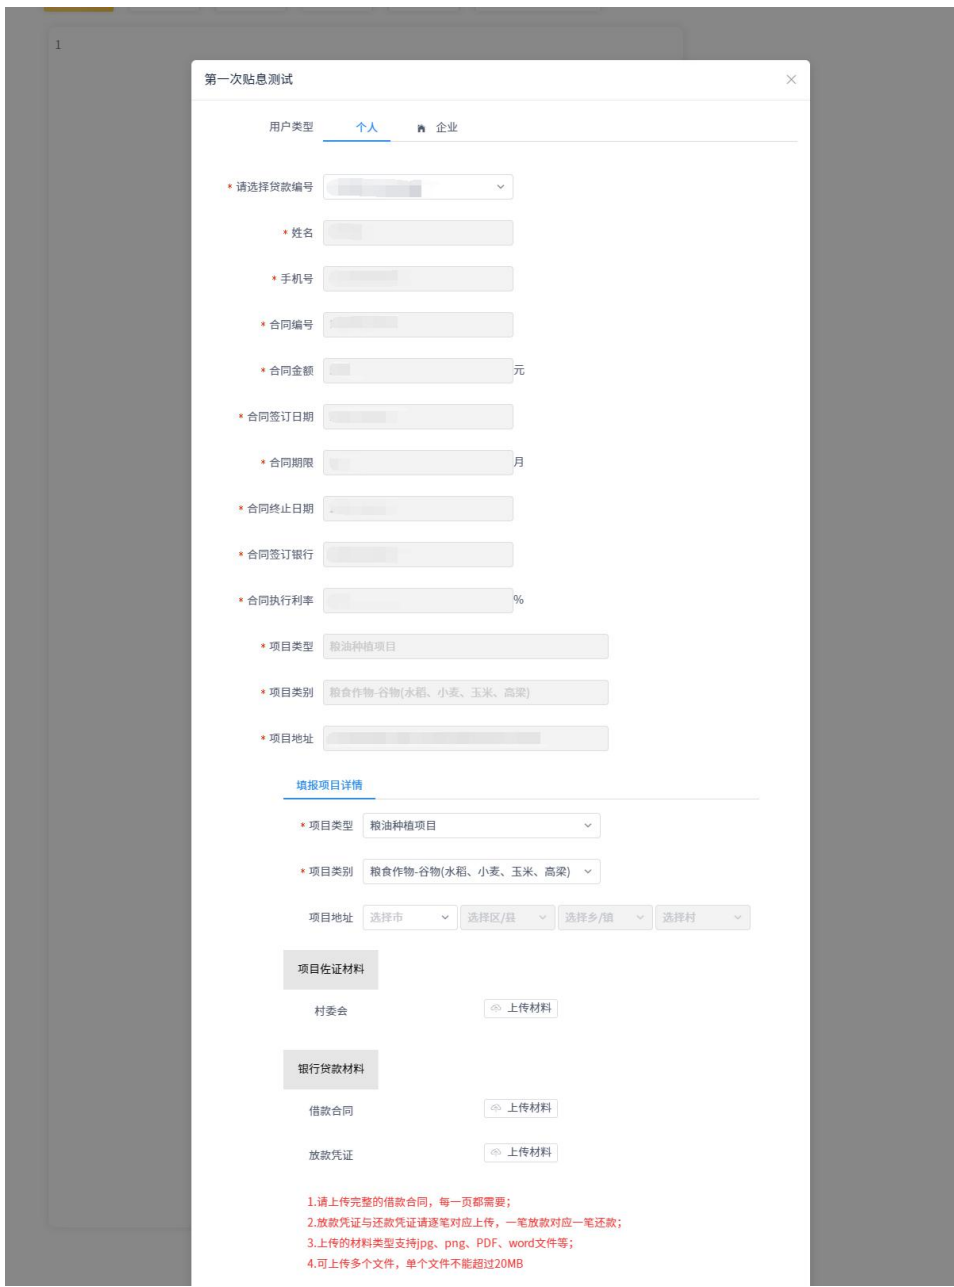 1
第一次贴息测试
用户类型 个人 企业
* 请选择贷款编号
* 姓名
* 手机号
* 合同编号
* 合同金额 元
* 合同签订日期
* 合同期限 月
* 合同终止日期
* 合同签订银行
* 合同执行利率 %
* 项目类型 粮油种植项目
* 项目类别 粮食作物-谷物(水稻、小麦、玉米、高粱)
* 项目地址
填报项目详情
* 项目类型 粮油种植项目
* 项目类别 粮食作物-谷物(水稻、小麦、玉米、高粱)
项目地址 选择市 选择区/县 选择乡/镇 选择村
项目佐证材料
村委会 上传材料
银行贷款材料
借款合同 上传材料
放款凭证 上传材料
1.请上传完整的借款合同，每一页都需要；
2.放款凭证与还款凭证请逐笔对应上传，一笔放款对应一笔还款；
3.上传的材料类型支持jpg、png、PDF、word文件等；
4.可上传多个文件，单个文件不能超过20MB